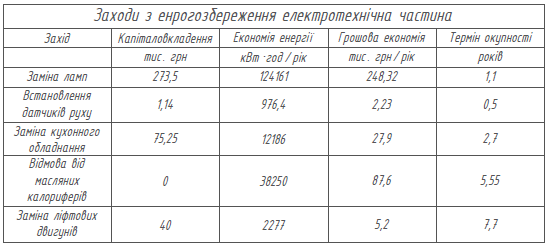 Заходи з енрогозбереження електротехнічна частина
Захід Капіталовкладення Економія енергії Грошова економія Термін окупності
тис. грн кВт·год / рік тис. грн / рік років
Заміна ламп 273,5 124161 248,32 1,1
Встановлення
датчиків руху 1,14 976,4 2,23 0,5
Заміна кухонного
обладнання 75,25 12186 27,9 2,7
Відмова від
масляних
калориферів 0 38250 87,6 5,55
Заміна ліфтових
двигунів 40 2277 5,2 7,7